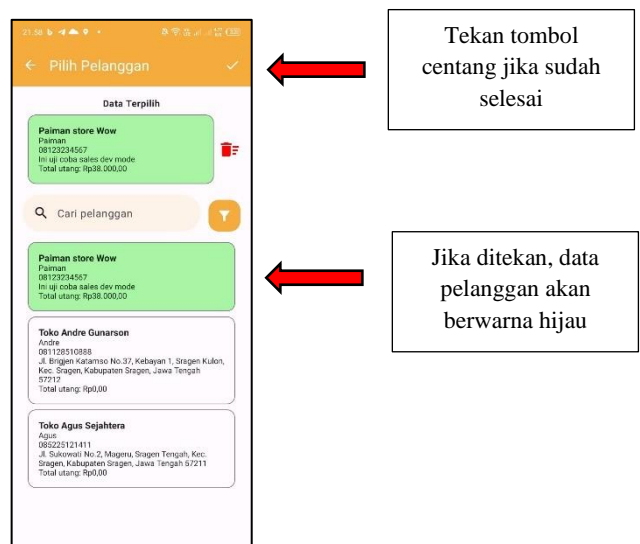 21.58
Pilih Pelanggan
Tekan tombol
centang jika sudah
selesai
Data Terpilih
Paiman store Wow
Paiman
08123234567
Ini uji coba sales dev mode
Total utang: Rp38.000,00
Cari pelanggan
Paiman store Wow
Paiman
08123234567
Ini uji coba sales dev mode
Total utang: Rp38.000,00
Jika ditekan, data
pelanggan akan
berwarna hijau
Toko Andre Gunarson
Andre
081128510888
Jl. Brigjen Katamso No.37, Kebayan 1, Sragen Kulon,
Kec. Sragen, Kabupaten Sragen, Jawa Tengah
57212
Total utang: Rp0,00
Toko Agus Sejahtera
Agus
085225121411
Jl. Sukowati No.2, Mageru, Sragen Tengah, Kec.
Sragen, Kabupaten Sragen, Jawa Tengah 57211
Total utang: Rp0,00